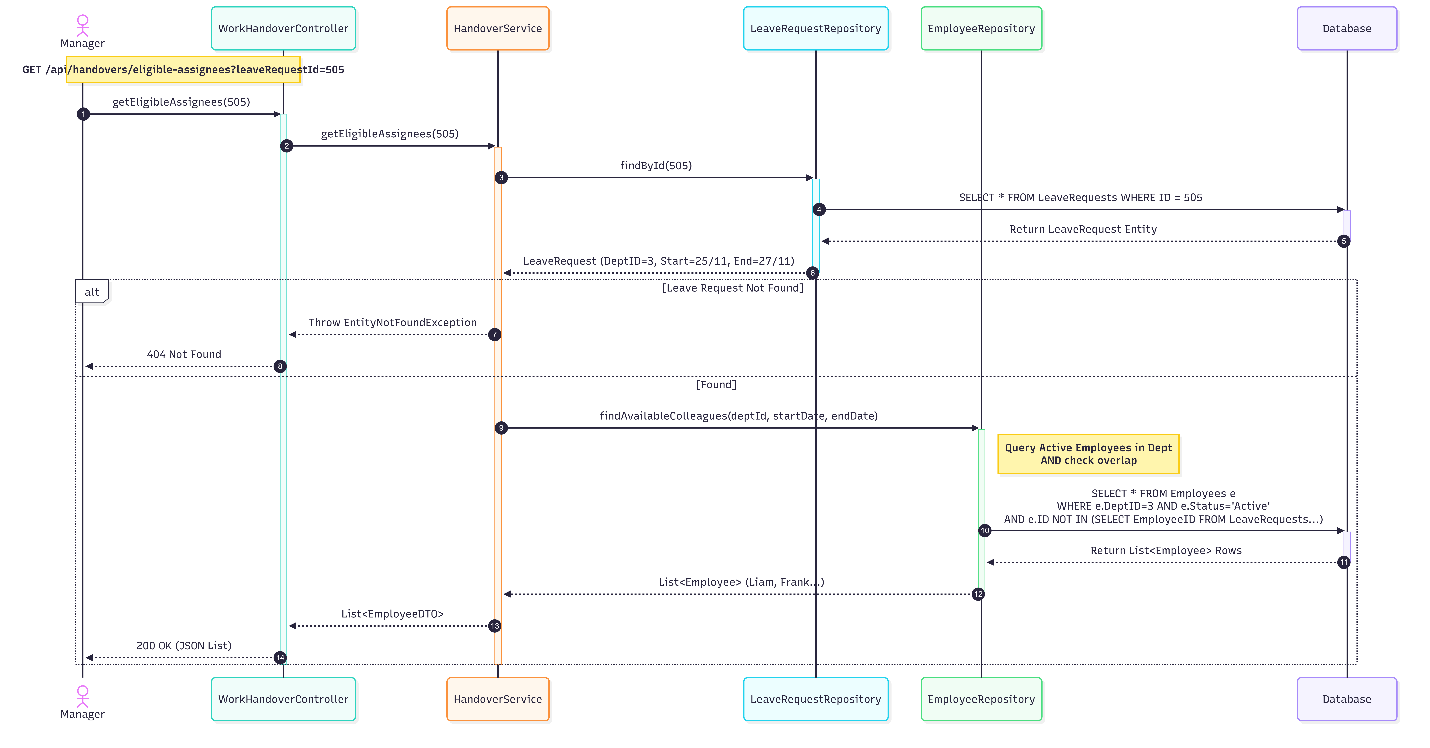 Manager
WorkHandoverController
HandoverService
LeaveRequestRepository
EmployeeRepository
Database
GET /api/handovers/eligible-assignees?leaveRequestId=505
1
getEligibleAssignees(505)
2
getEligibleAssignees(505)
3
findById(505)
4
SELECT * FROM LeaveRequests WHERE ID = 505
5
Return LeaveRequest Entity
6
LeaveRequest (DeptID=3, Start=25/11, End=27/11)
alt
[Leave Request Not Found]
7
Throw EntityNotFoundException
8
404 Not Found
[Found]
9
findAvailableColleagues(deptId, startDate, endDate)
Query Active Employees in Dept
AND check overlap
SELECT * FROM Employees e
WHERE e.DeptID=3 AND e.Status='Active'
AND e.ID NOT IN (SELECT EmployeeID FROM LeaveRequests...)
10
Return List<Employee> Rows
11
List<Employee> (Liam, Frank...)
12
List<EmployeeDTO>
13
200 OK (JSON List)
14
Manager
WorkHandoverController
HandoverService
LeaveRequestRepository
EmployeeRepository
Database